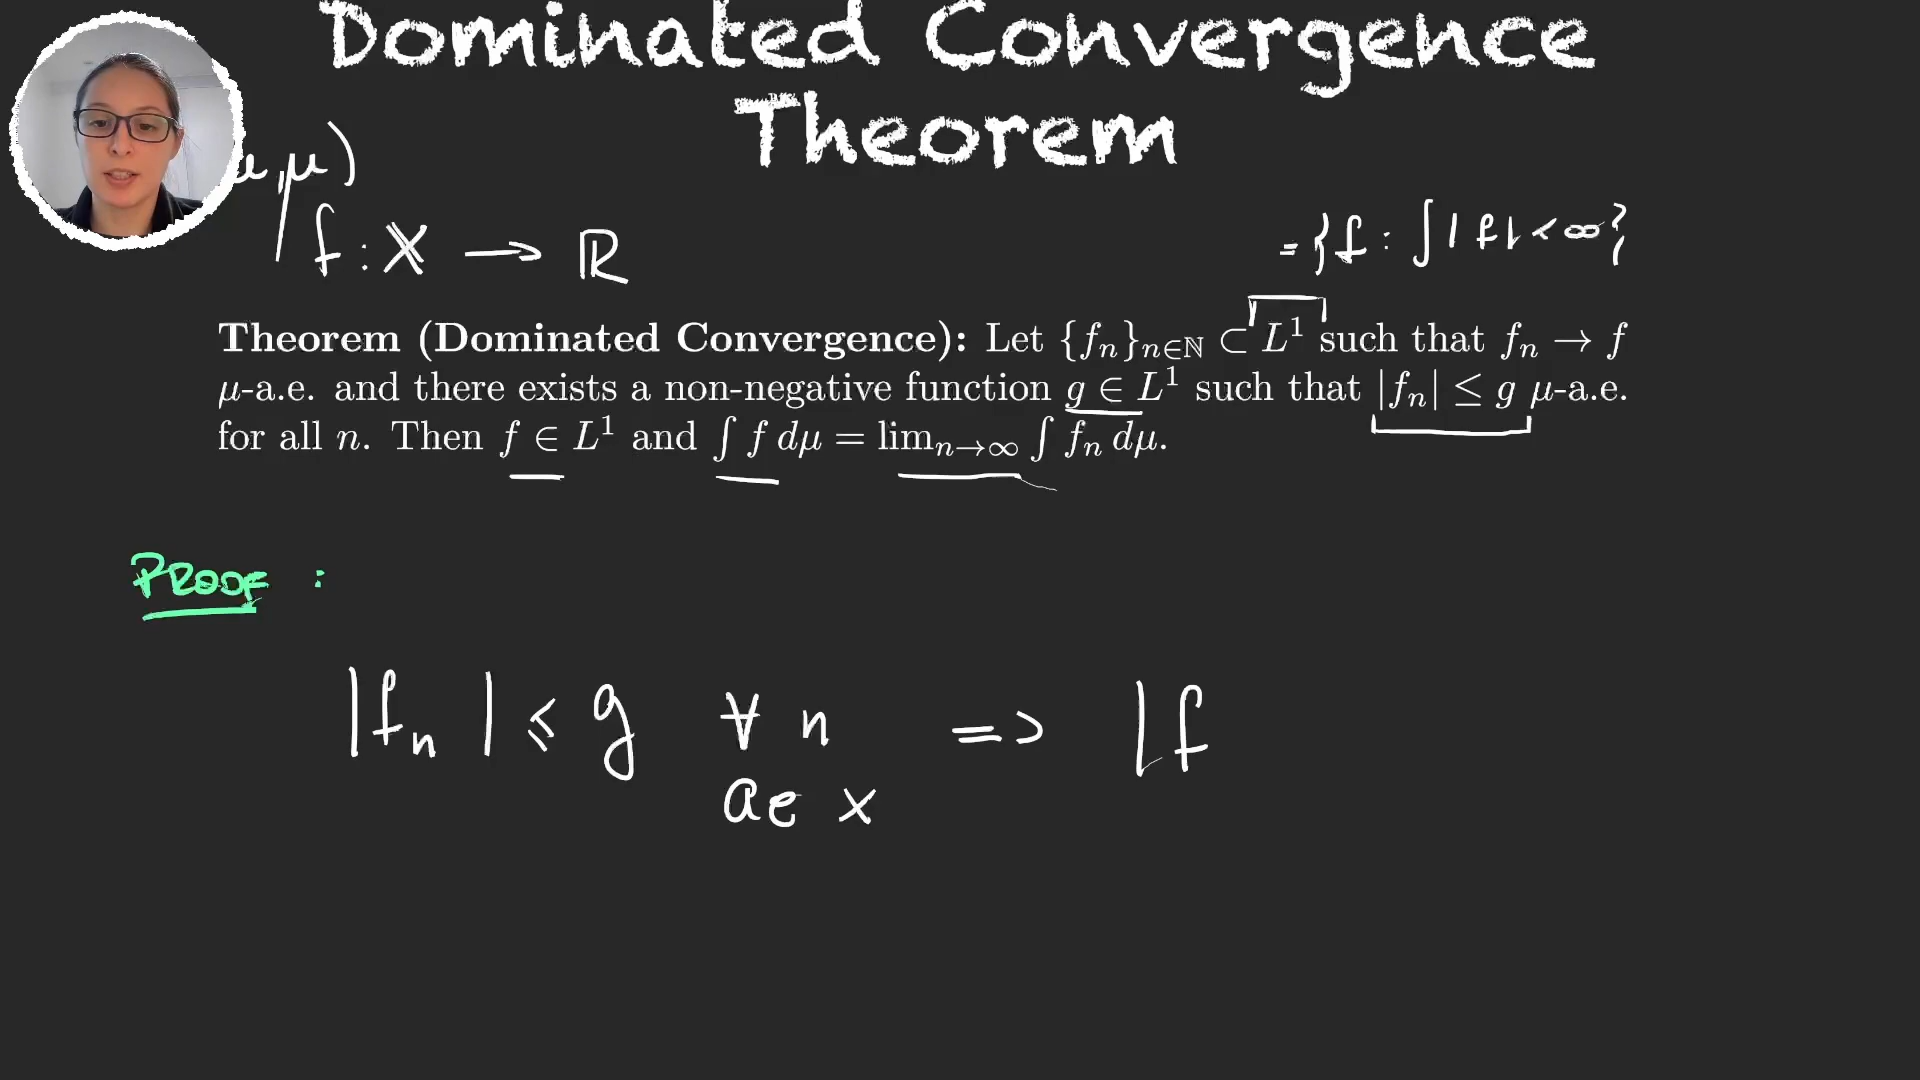 Dominated Convergence
Theorem
, μ)
f : X → ℝ
= {f : ∫ | f | < ∞}
Theorem (Dominated Convergence): Let {fₙ}ₙ∈ℕ ⊂ L¹ such that fₙ → f
μ-a.e. and there exists a non-negative function g ∈ L¹ such that |fₙ| ≤ g μ-a.e.
for all n. Then f ∈ L¹ and ∫ f dμ = limₙ→∞ ∫ fₙ dμ.
PROOF :
|fₙ | ≤ g ∀ n => |f
ae x